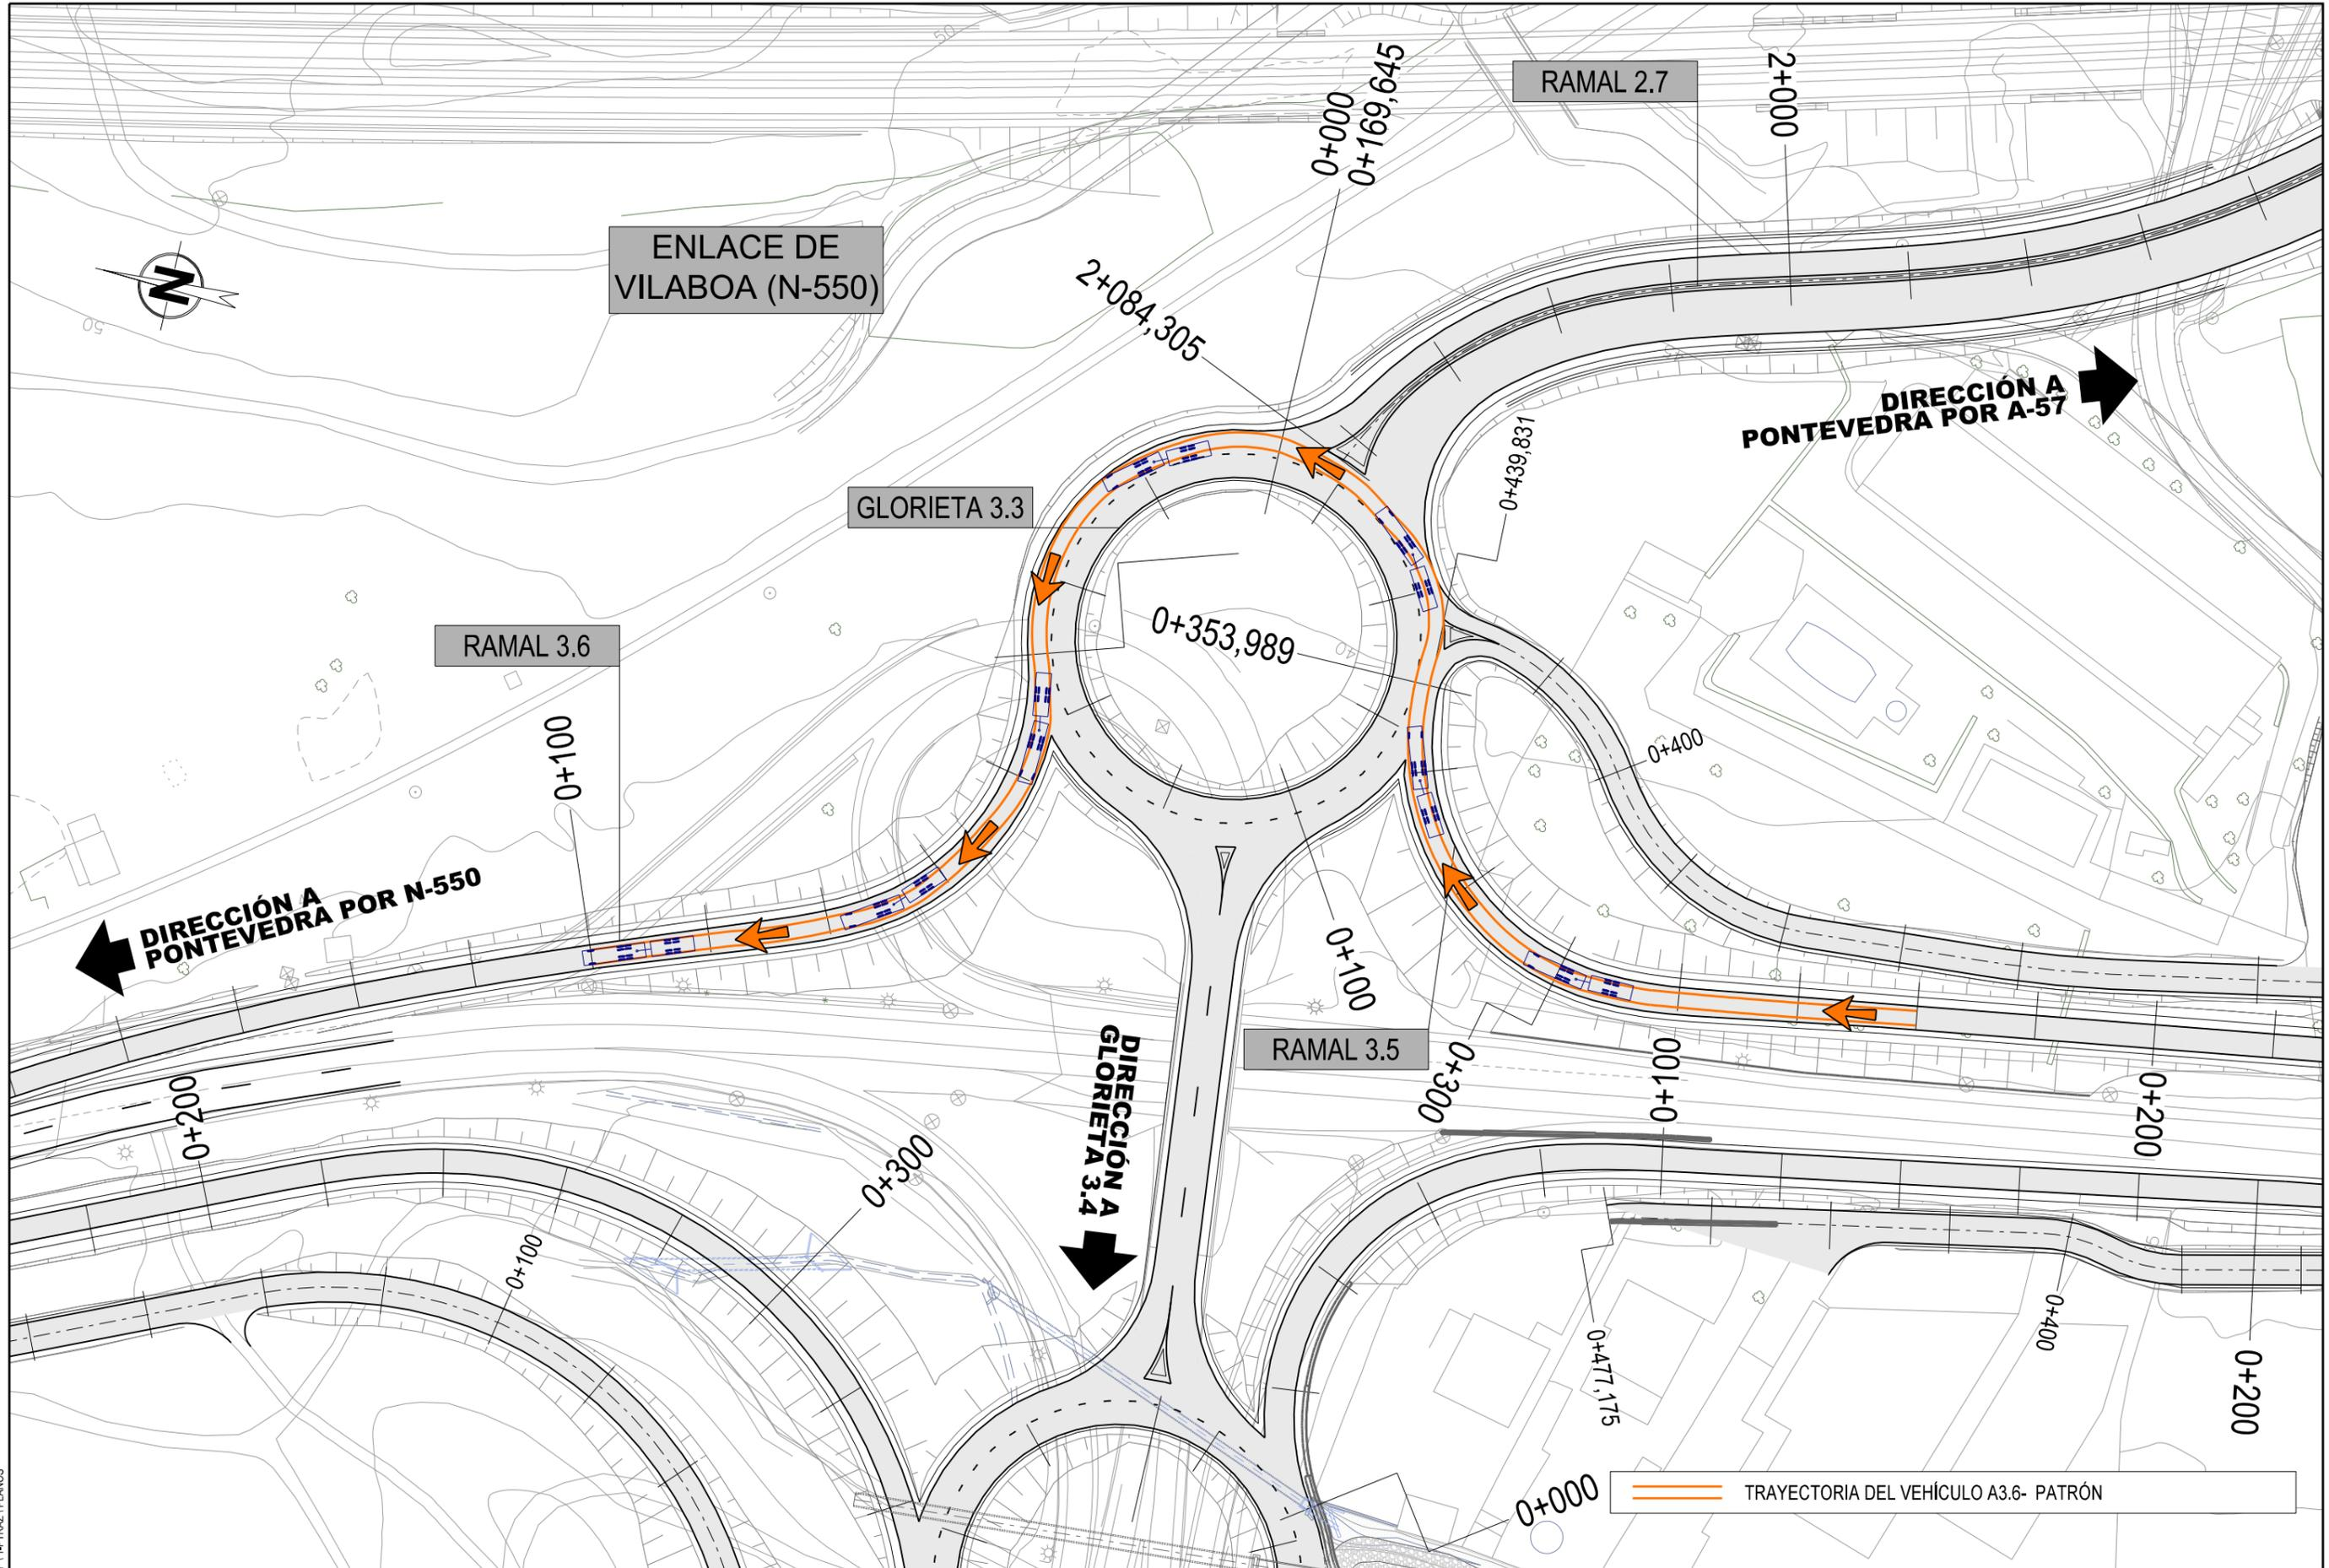 50
0+000
0+169,645
RAMAL 2.7
2+000
ENLACE DE
VILABOA (N-550)
N
50
2+084,305
DIRECCIÓN A
PONTEVEDRA POR A-57
0+439,831
GLORIETA 3.3
RAMAL 3.6
0+353,989
40
0+100
0+400
DIRECCIÓN A
PONTEVEDRA POR N-550
0+100
RAMAL 3.5
DIRECCIÓN A
GLORIETA 3.4
0+300
0+100
0+200
0+200
0+300
0+100
0+477,175
0+400
0+200
0+000
TRAYECTORIA DEL VEHÍCULO A3.6- PATRÓN